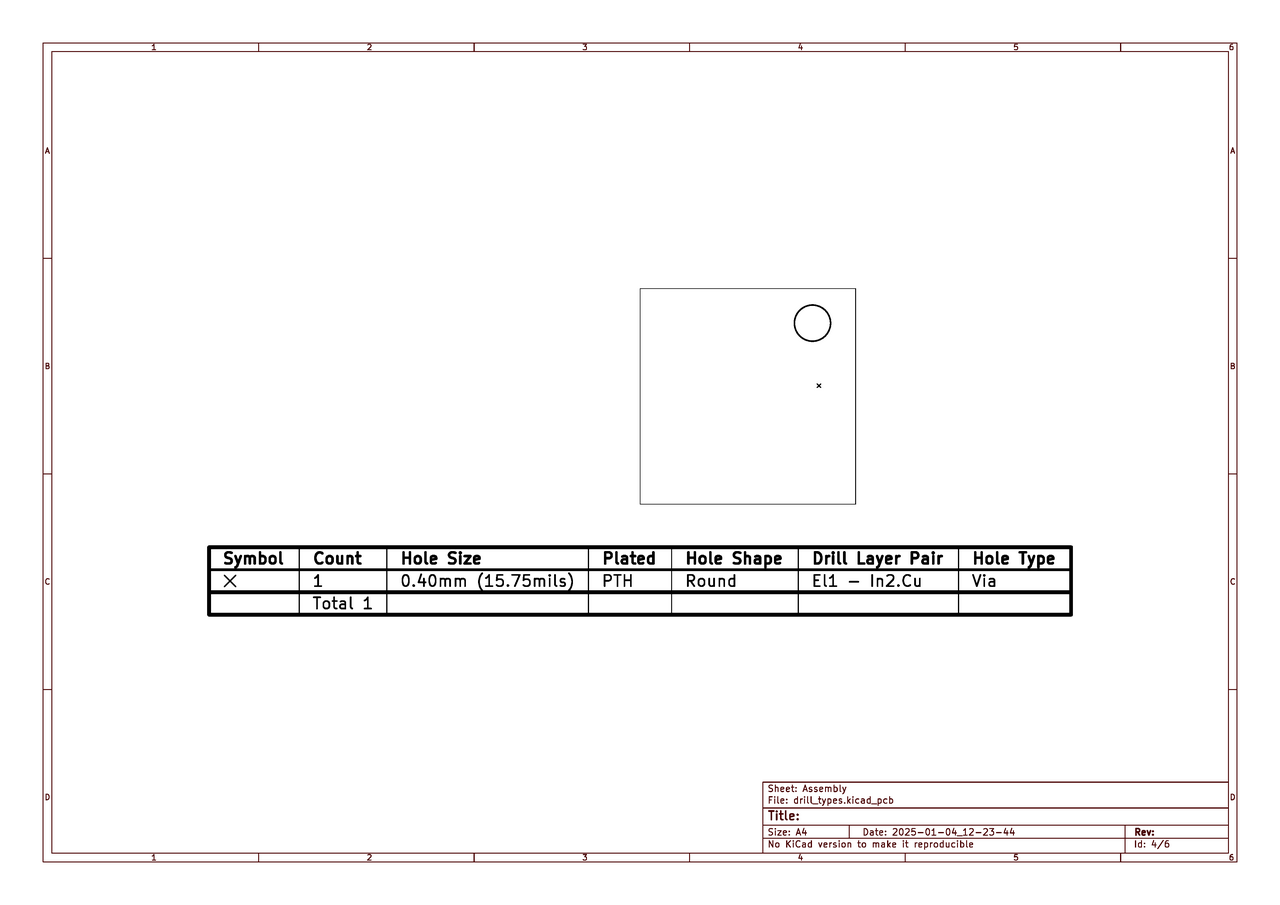 1 2 3 4 5 6
A A
B B
Symbol Count Hole Size Plated Hole Shape Drill Layer Pair Hole Type
C × 1 0.40mm (15.75mils) PTH Round El1 - In2.Cu Via C
Total 1
Sheet: Assembly
D File: drill_types.kicad_pcb D
Title:
Size: A4 Date: 2025-01-04_12-23-44 Rev:
No KiCad version to make it reproducible Id: 4/6
1 2 3 4 5 6